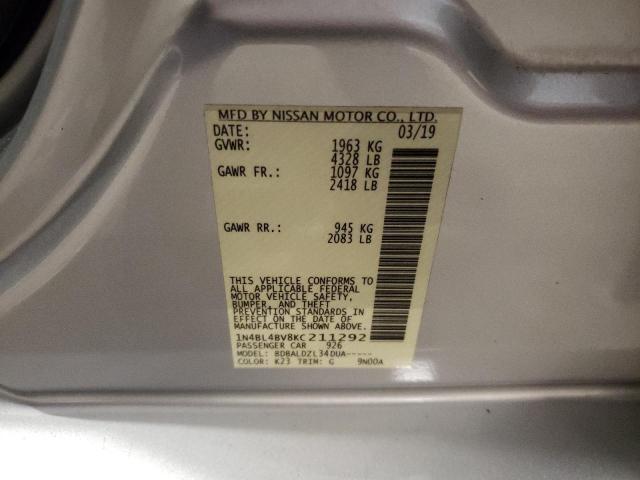 MFD BY NISSAN MOTOR CO., LTD.
DATE: 03/19
GVWR: 1963 KG
4328 LB
GAWR FR.: 1097 KG
2418 LB
GAWR RR.: 945 KG
2083 LB
THIS VEHICLE CONFORMS TO
ALL APPLICABLE FEDERAL
MOTOR VEHICLE SAFETY,
BUMPER, AND THEFT
PREVENTION STANDARDS
IN EFFECT ON THE DATE OF
MANUFACTURE SHOWN ABOVE.
1N4BL4BV8KC211292
PASSENGER CAR 926
MODEL: BDBALDZL34DUA-----
COLOR: K23 TRIM: G 9N00A